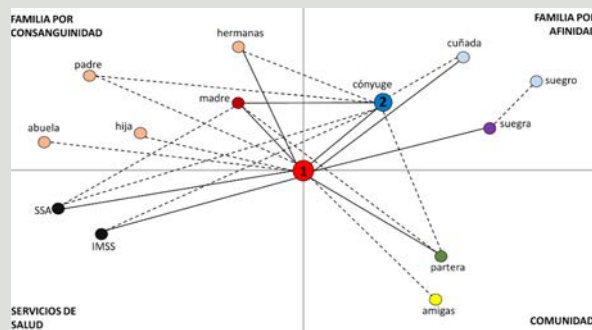 FAMILIA POR
CONSANGUINIDAD
FAMILIA POR
AFINIDAD
hermanas
cuñada
padre
cónyuge
suegro
madre
2
suegra
abuela
hija
1
SSA
IMSS
partera
amigas
SERVICIOS DE
SALUD
COMUNIDAD